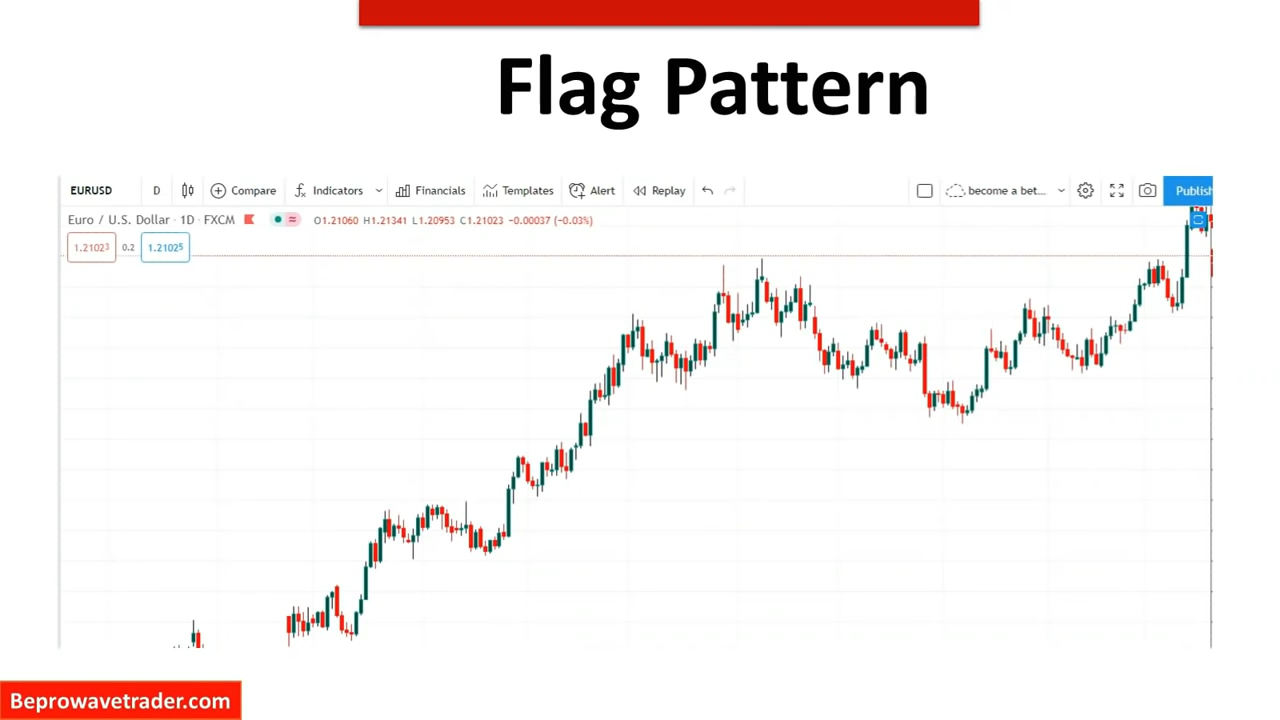 Flag Pattern
EURUSD D Compare Indicators Financials Templates Alert Replay become a bet... Publish
Euro / U.S. Dollar · 1D · FXCM O1.21060 H1.21341 L1.20953 C1.21023 −0.00037 (−0.03%)
1.21023 0.2 1.21025
Beprowavetrader.com